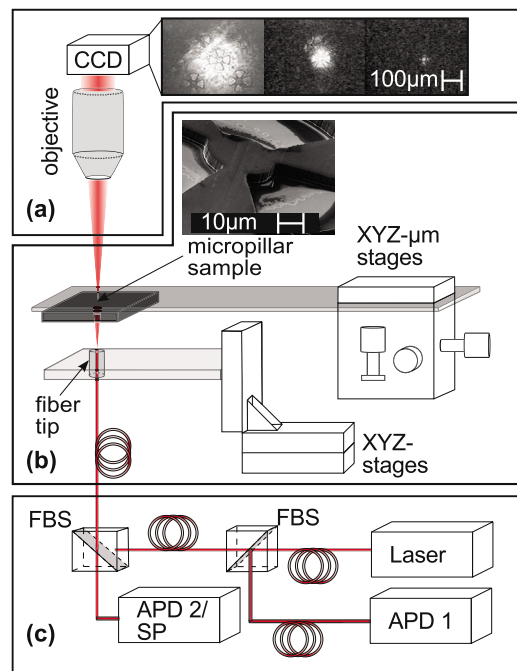 CCD
100µm
objective
(a)
10µm
micropillar
sample
XYZ-µm
stages
fiber
tip
XYZ-
stages
(b)
FBS
FBS
Laser
APD 2/
SP
APD 1
(c)